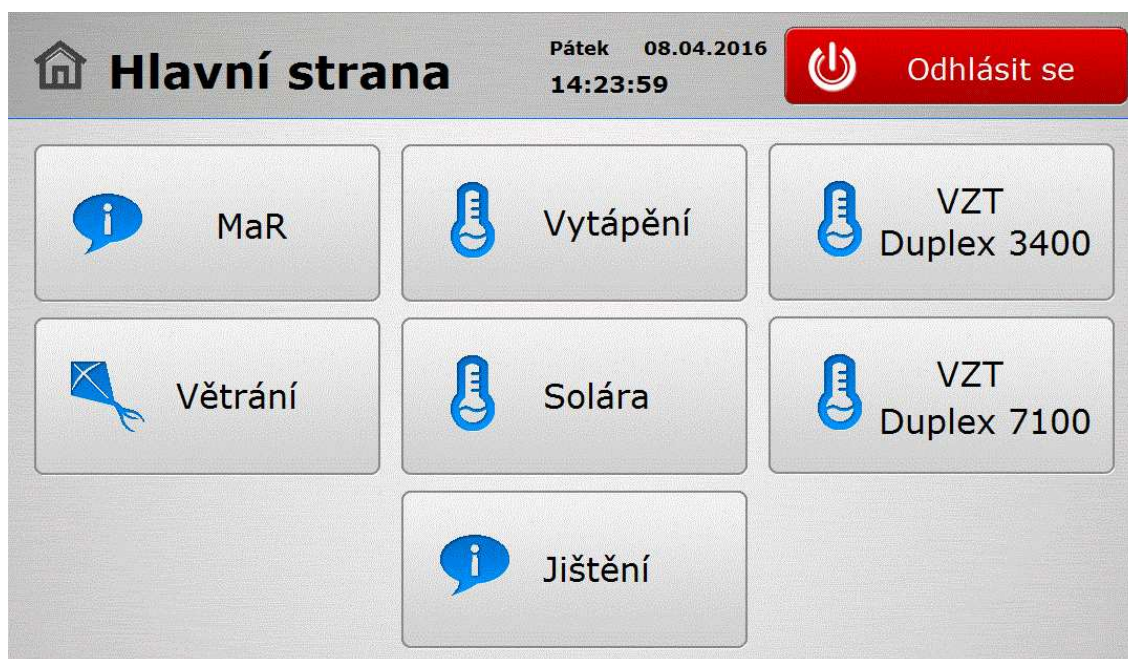 Hlavní strana
Pátek 08.04.2016
14:23:59
Odhlásit se
MaR
Vytápění
VZT
Duplex 3400
Větrání
Solára
VZT
Duplex 7100
Jištění